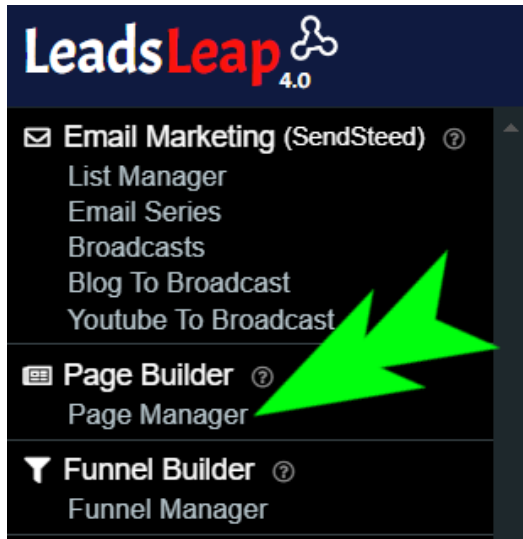 LeadsLeap
4.0
Email Marketing (SendSteed) ?
List Manager
Email Series
Broadcasts
Blog To Broadcast
Youtube To Broadcast
Page Builder ?
Page Manager
Funnel Builder ?
Funnel Manager